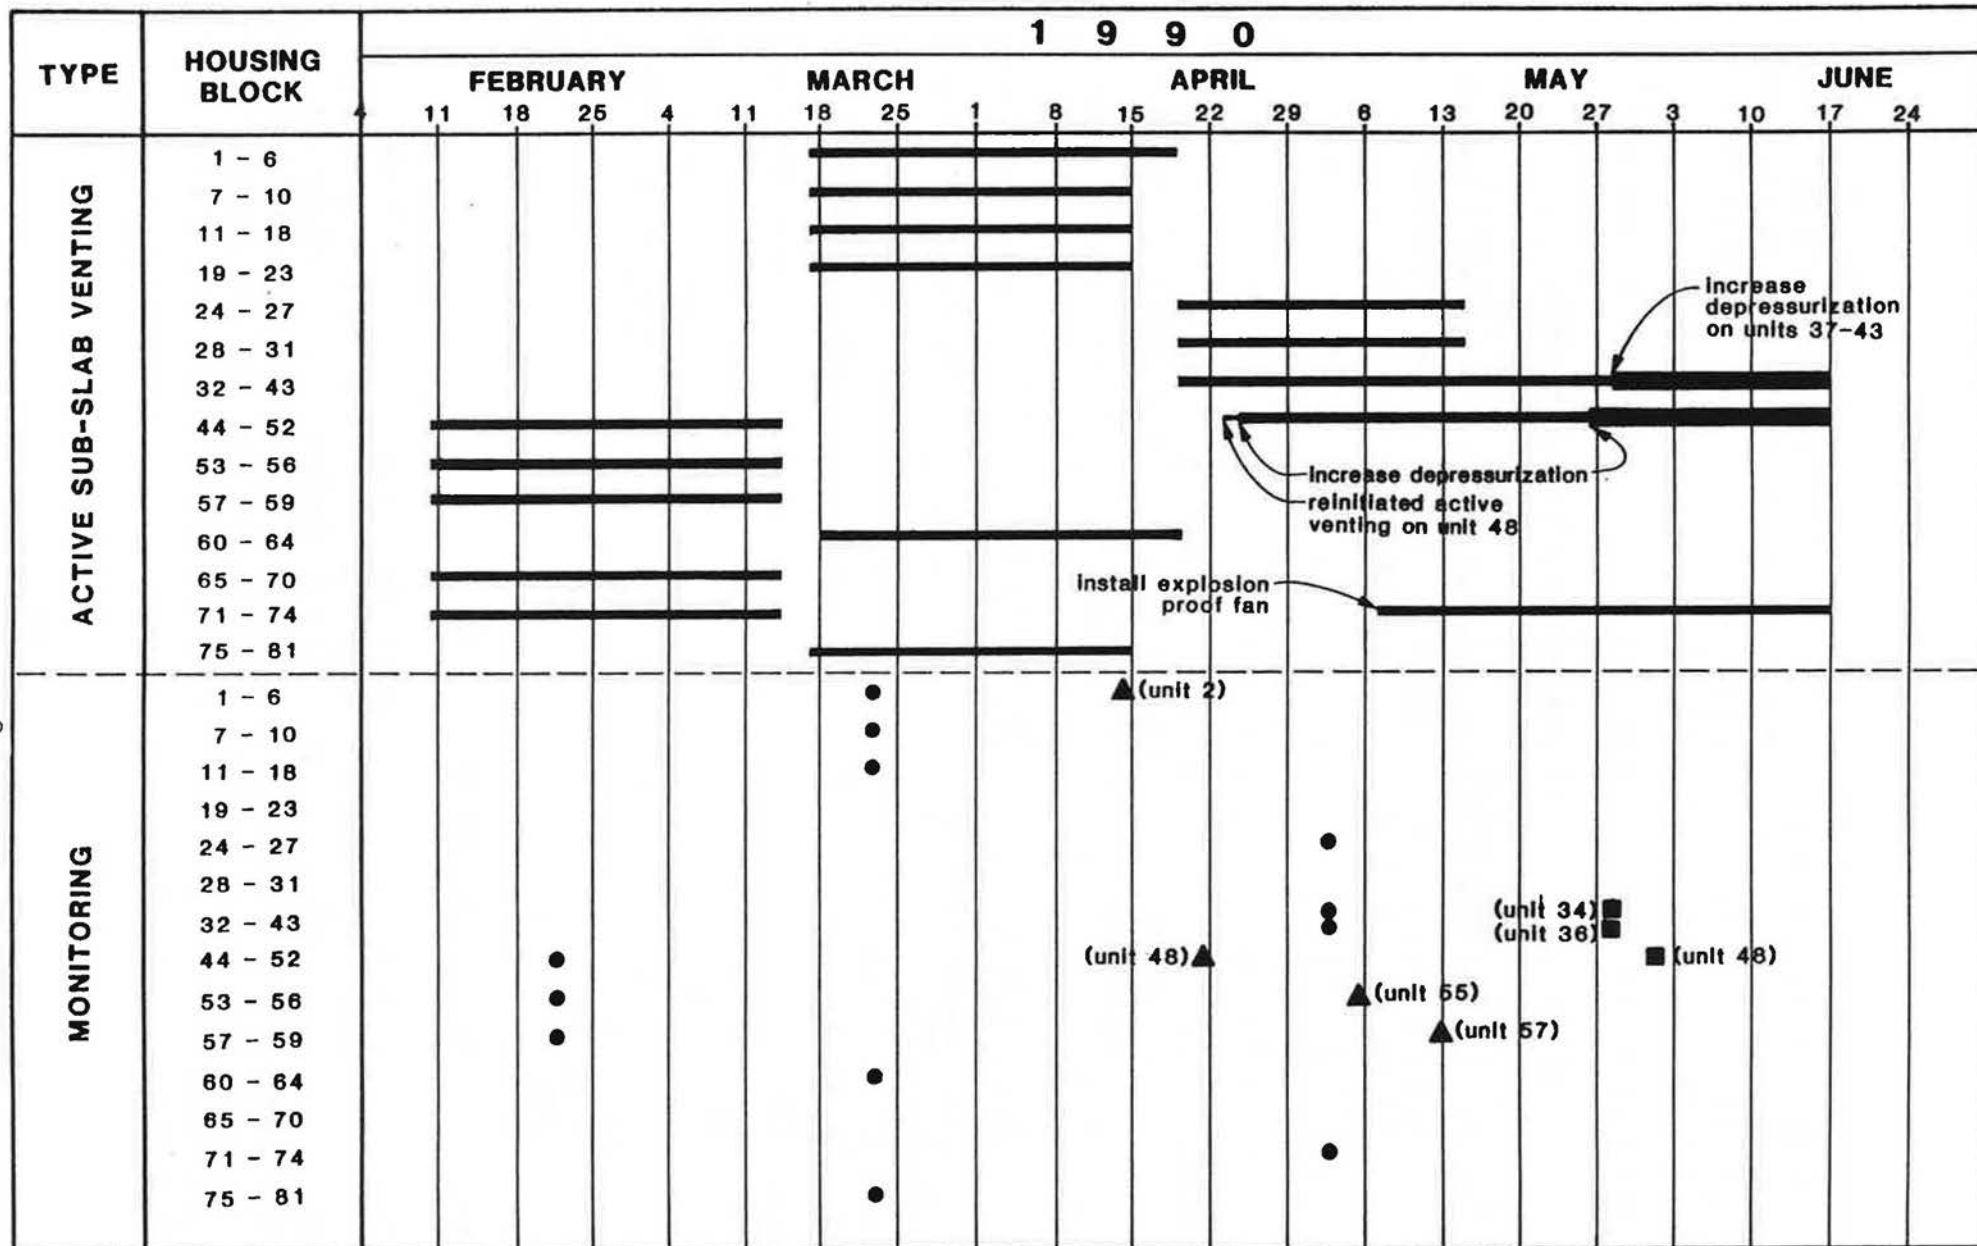 1 9 9 0
TYPE
HOUSING
BLOCK
FEBRUARY MARCH APRIL MAY JUNE
4 11 18 25 4 11 18 25 1 8 15 22 29 6 13 20 27 3 10 17 24
ACTIVE SUB-SLAB VENTING
1 - 6
7 - 10
11 - 18
19 - 23
24 - 27
28 - 31
32 - 43
44 - 52
53 - 56
57 - 59
60 - 64
65 - 70
71 - 74
75 - 81
increase
depressurization
on units 37-43
increase depressurization
reinitiated active
venting on unit 48
install explosion
proof fan
MONITORING
1 - 6
(unit 2)
7 - 10
11 - 18
19 - 23
24 - 27
28 - 31
32 - 43
(unit 34)
(unit 36)
44 - 52
(unit 48)
(unit 48)
53 - 56
(unit 55)
57 - 59
(unit 57)
60 - 64
65 - 70
71 - 74
75 - 81